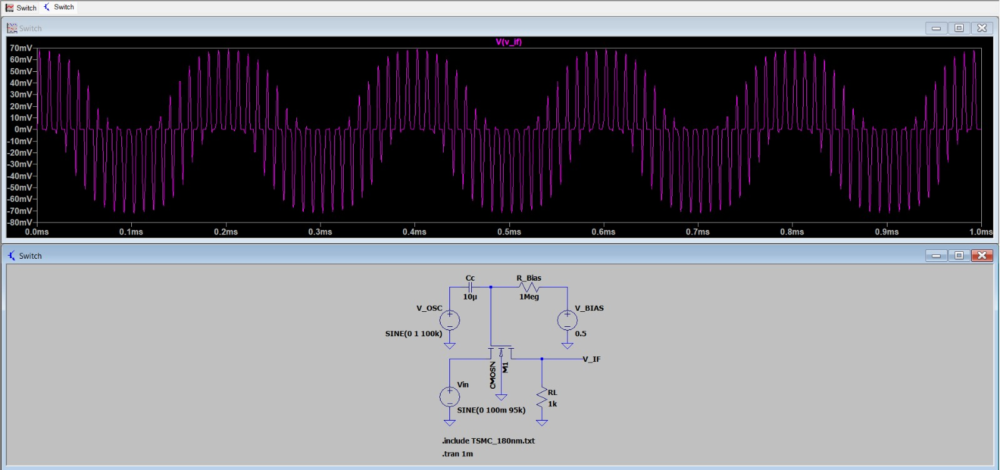 Switch Switch
Switch
V(v_if)
70mV
60mV
50mV
40mV
30mV
20mV
10mV
0mV
-10mV
-20mV
-30mV
-40mV
-50mV
-60mV
-70mV
-80mV
0.0ms 0.1ms 0.2ms 0.3ms 0.4ms 0.5ms 0.6ms 0.7ms 0.8ms 0.9ms 1.0ms
Switch
Cc R_Bias
10µ 1Meg
V_OSC V_BIAS
SINE(0 1 100k) 0.5
V_IF
CMOSN M1
Vin RL
1k
SINE(0 100m 95k)
.include TSMC_180nm.txt
.tran 1m